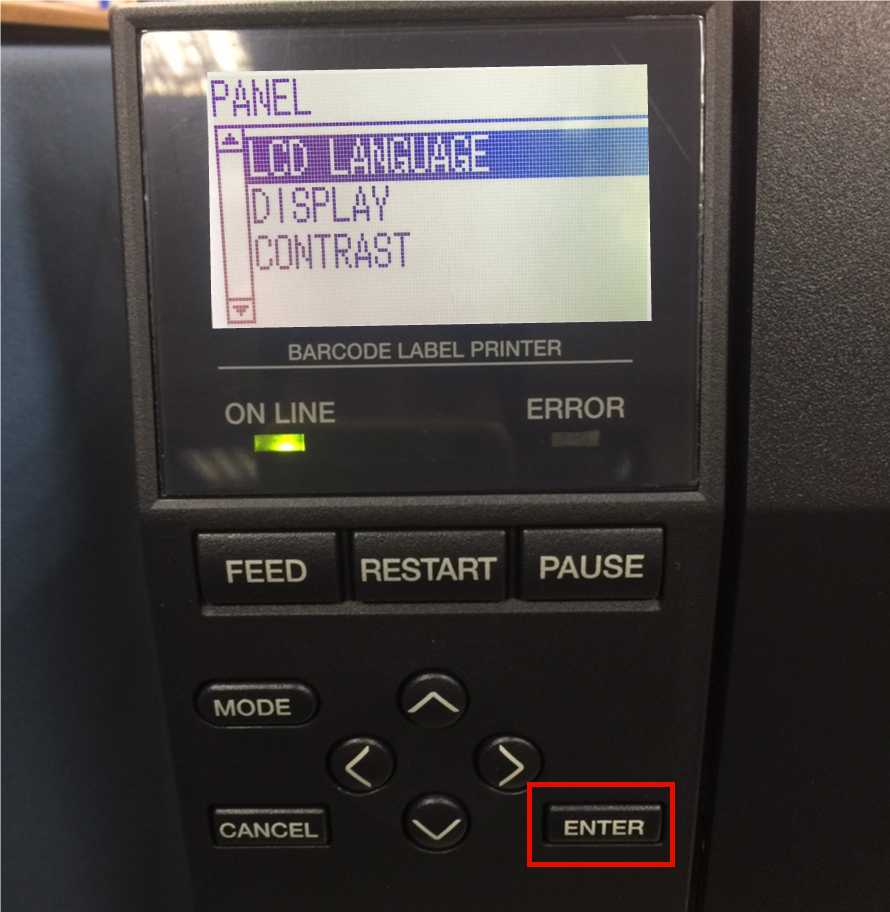 PANEL
LCD LANGUAGE
DISPLAY
CONTRAST
BARCODE LABEL PRINTER
ON LINE
ERROR
FEED
RESTART
PAUSE
MODE
CANCEL
ENTER